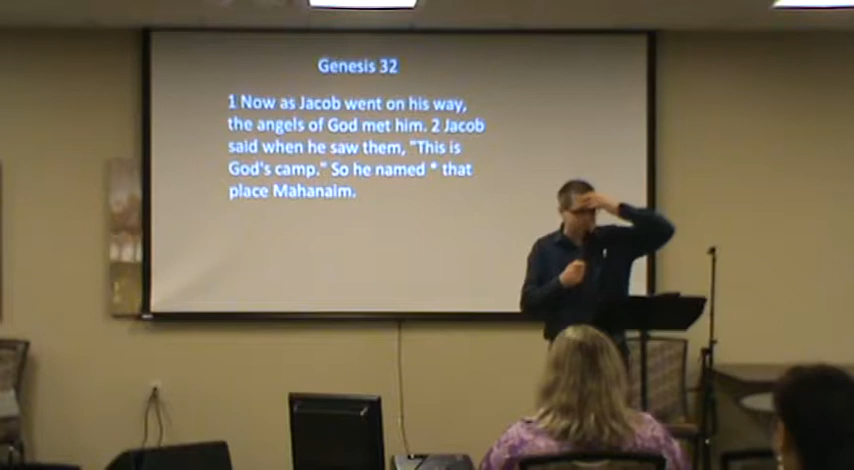 Genesis 32
1 Now as Jacob went on his way,
the angels of God met him. 2 Jacob
said when he saw them, "This is
God's camp." So he named * that
place Mahanaim.